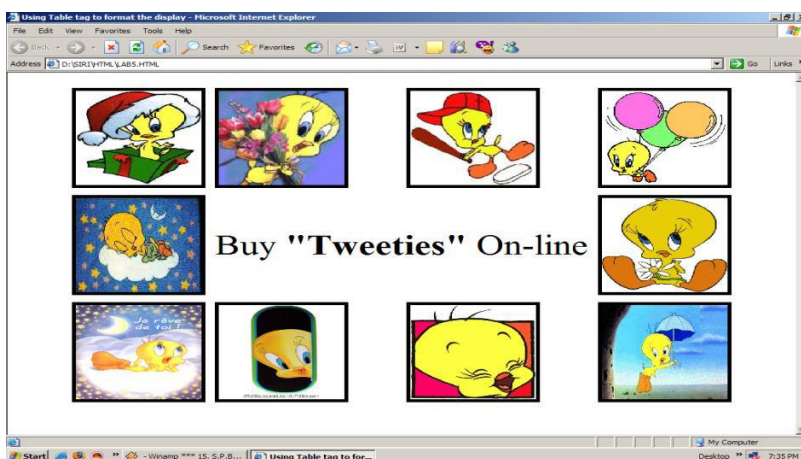 Using Table tag to format the display - Microsoft Internet Explorer
File Edit View Favorites Tools Help
Back Search Favorites
Address D:\SIRI\HTML\LAB5.HTML Go Links
Buy "Tweeties" On-line
Je rêve
de toi !
My Computer
Start - Winamp *** 15. S.P.B... Using Table tag to for... Desktop 7:35 PM